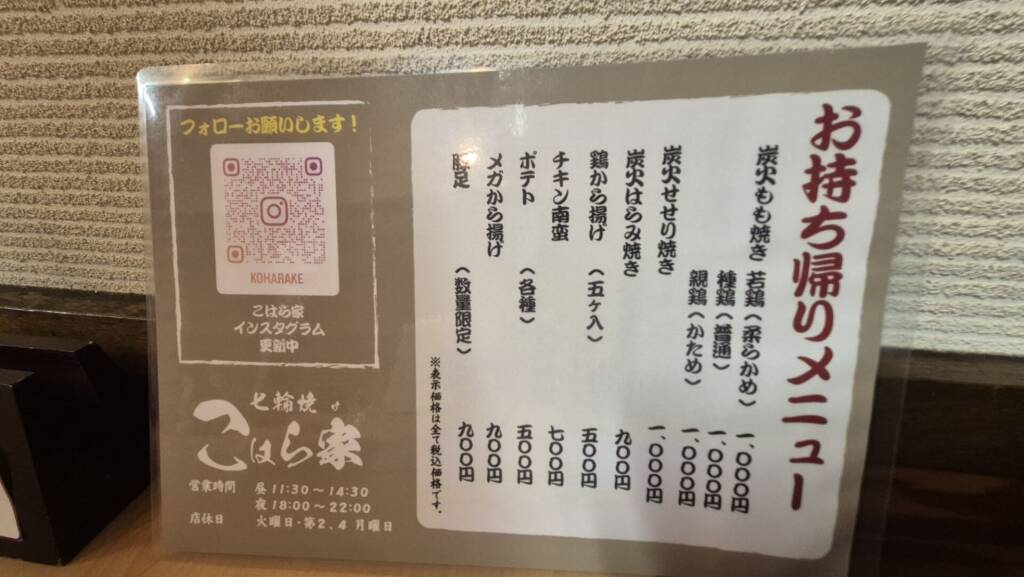 お持ち帰りメニュー
炭火もも焼き 若鶏（柔らかめ） 一、〇〇〇円
種鶏（普通） 一、〇〇〇円
親鶏（かため） 一、〇〇〇円
炭火せせり焼き 一、〇〇〇円
炭火はらみ焼き 九〇〇円
鶏から揚げ （五ヶ入） 五〇〇円
チキン南蛮 七〇〇円
ポテト （各種） 五〇〇円
メガから揚げ 九〇〇円
豚足 （数量限定） 九〇〇円
※表示価格は全て税込価格です。
フォローお願いします！
KOHARAKE
こはら家
インスタグラム
更新中
七輪焼
こはら家
営業時間 昼11:30～14:30
夜18:00～22:00
店休日 火曜日・第2、4 月曜日